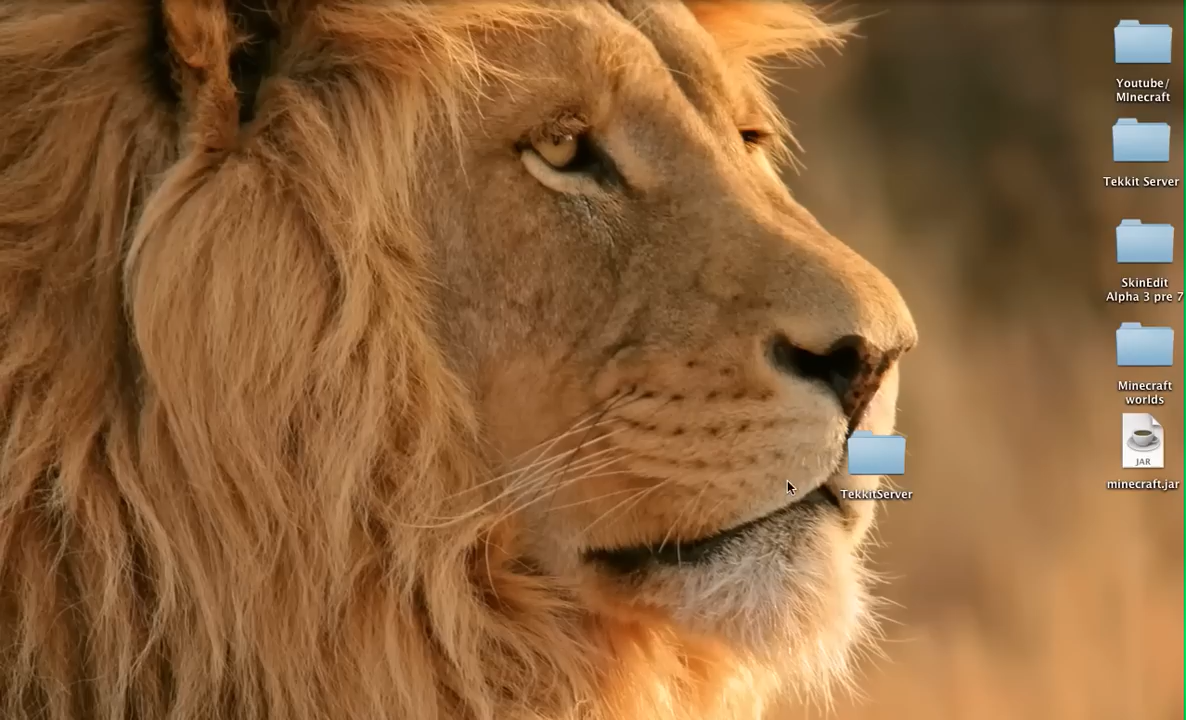 Youtube/
MInecraft
Tekkit Server
SkinEdit
Alpha 3 pre 7
Minecraft
worlds
JAR
minecraft.jar
TekkitServer